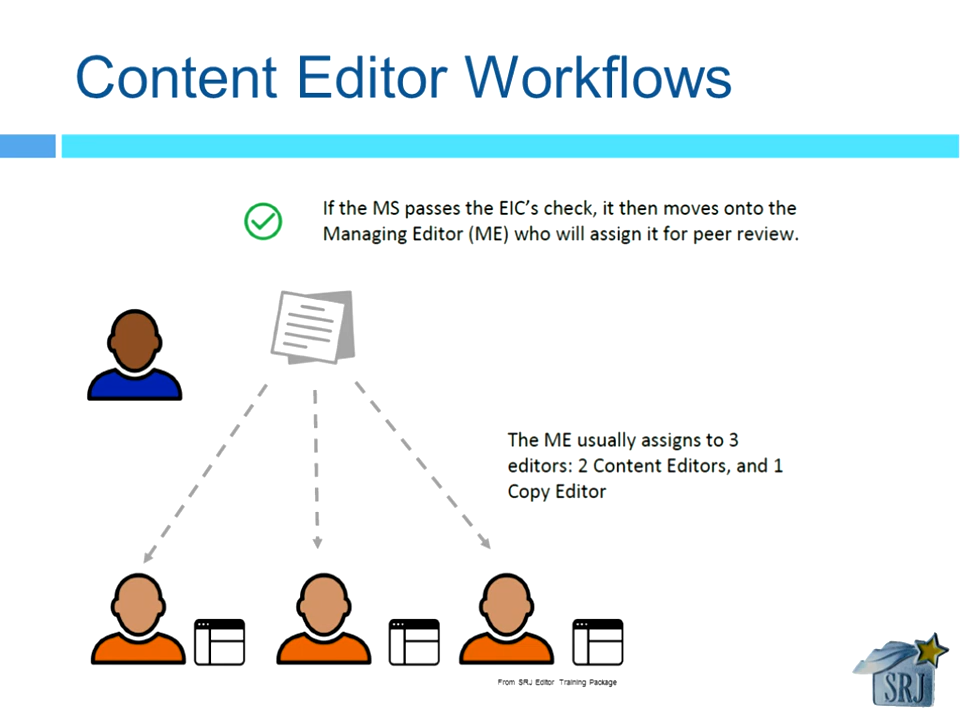 Content Editor Workflows
If the MS passes the EIC's check, it then moves onto the
Managing Editor (ME) who will assign it for peer review.
The ME usually assigns to 3
editors: 2 Content Editors, and 1
Copy Editor
From SRJ Editor Training Package
SRJ